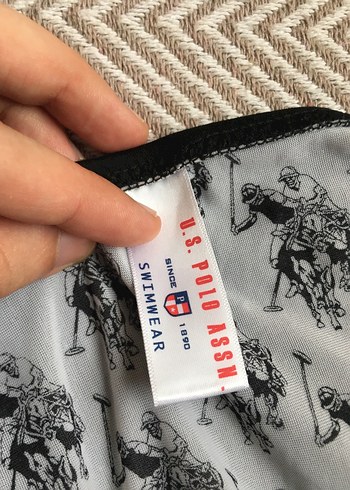 U.S. POLO ASSN.
SINCE P 1890
SWIMWEAR